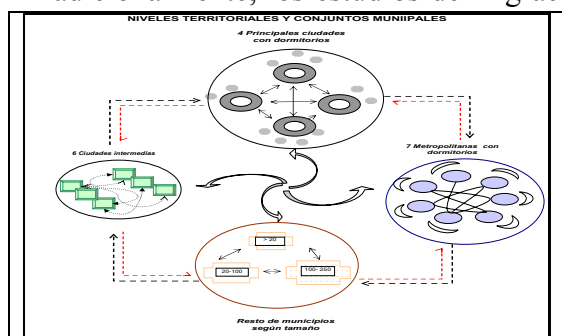 NIVELES TERRITORIALES Y CONJUNTOS MUNIIPALES
4 Principales ciudades
con dormitorios
6 Ciudades intermedias
7 Metropolitanas con
dormitorios
> 20
20-100
100- 250
Resto de municipios
según tamaño